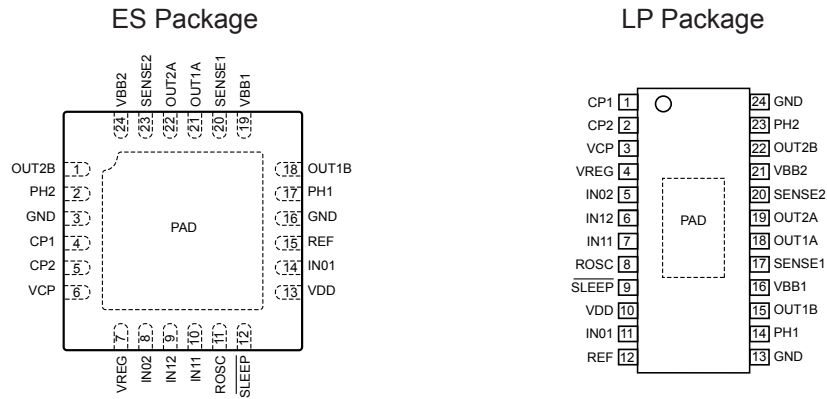 ES Package
VBB2
SENSE2
OUT2A
OUT1A
SENSE1
VBB1
24
23
22
21
20
19
OUT2B 1
PH2 2
GND 3
CP1 4
CP2 5
VCP 6
PAD
18 OUT1B
17 PH1
16 GND
15 REF
14 IN01
13 VDD
7
8
9
10
11
12
VREG
IN02
IN12
IN11
ROSC
SLEEP
LP Package
CP1 1
CP2 2
VCP 3
VREG 4
IN02 5
IN12 6
IN11 7
ROSC 8
SLEEP 9
VDD 10
IN01 11
REF 12
PAD
24 GND
23 PH2
22 OUT2B
21 VBB2
20 SENSE2
19 OUT2A
18 OUT1A
17 SENSE1
16 VBB1
15 OUT1B
14 PH1
13 GND